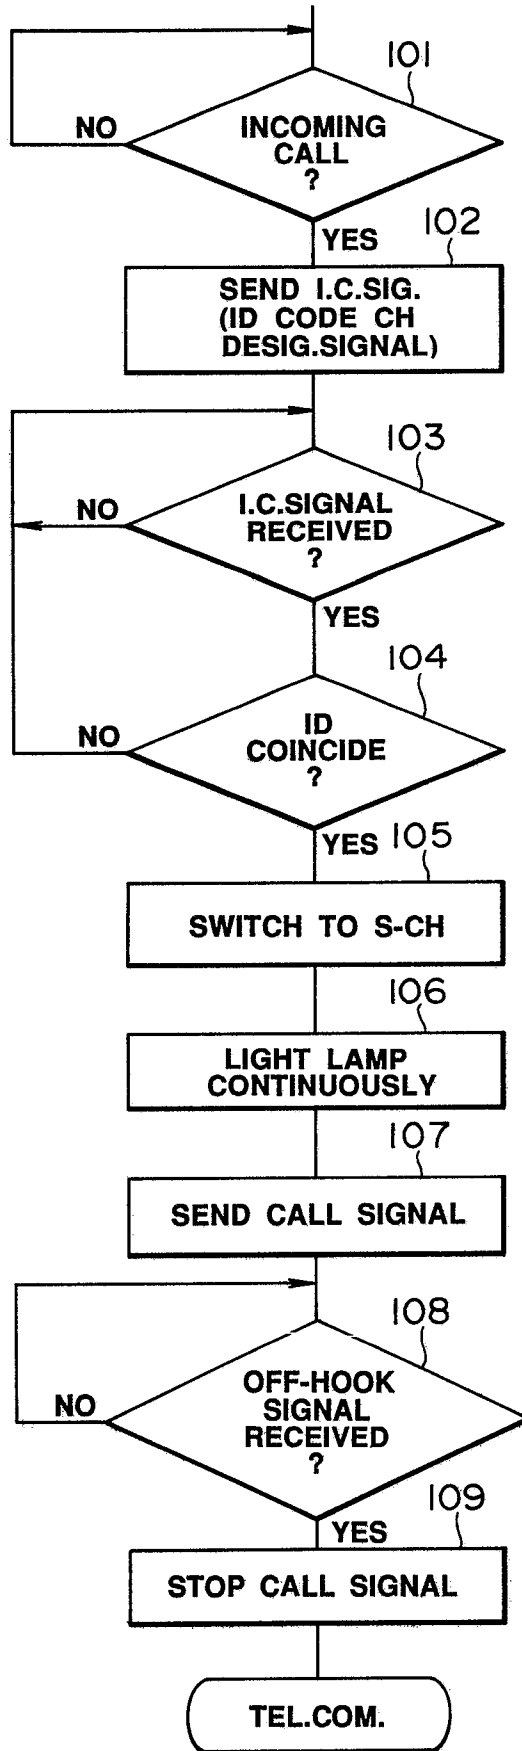 101
INCOMING
CALL
?
NO
YES
102
SEND I.C.SIG.
(ID CODE CH
DESIG.SIGNAL)
103
I.C.SIGNAL
RECEIVED
?
NO
YES
104
ID
COINCIDE
?
NO
YES
105
SWITCH TO S-CH
106
LIGHT LAMP
CONTINUOUSLY
107
SEND CALL SIGNAL
108
OFF-HOOK
SIGNAL
RECEIVED
?
NO
YES
109
STOP CALL SIGNAL
TEL.COM.